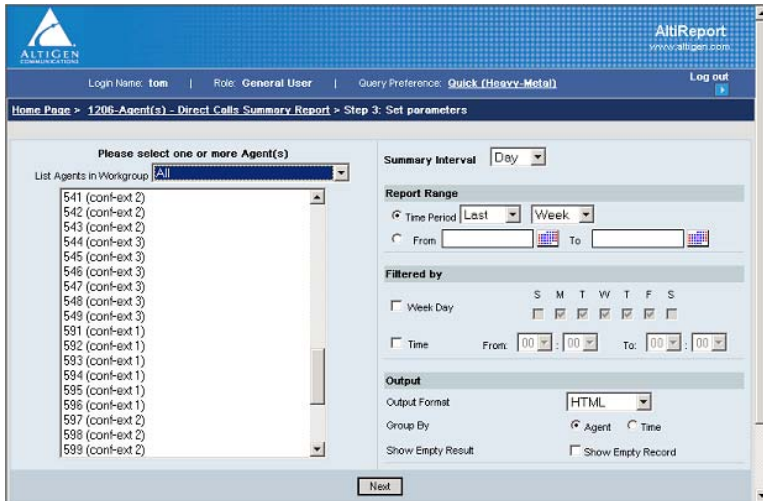 ALTIGEN
COMMUNICATIONS
AltiReport
www.altigen.com
Login Name: tom | Role: General User | Query Preference: Quick (Heavy-Metal)
Log out
Home Page > 1206-Agent(s) - Direct Calls Summary Report > Step 3: Set parameters
Please select one or more Agent(s)
List Agents in Workgroup All
541 (conf-ext 2)
542 (conf-ext 2)
543 (conf-ext 2)
544 (conf-ext 3)
545 (conf-ext 3)
546 (conf-ext 3)
547 (conf-ext 3)
548 (conf-ext 3)
549 (conf-ext 3)
591 (conf-ext 1)
592 (conf-ext 1)
593 (conf-ext 1)
594 (conf-ext 1)
595 (conf-ext 1)
596 (conf-ext 1)
597 (conf-ext 2)
598 (conf-ext 2)
599 (conf-ext 2)
Summary Interval Day
Report Range
Time Period Last Week
From To
Filtered by
S M T W T F S
Week Day
Time From: 00 : 00 To: 00 : 00
Output
Output Format HTML
Group By Agent Time
Show Empty Result Show Empty Record
Next